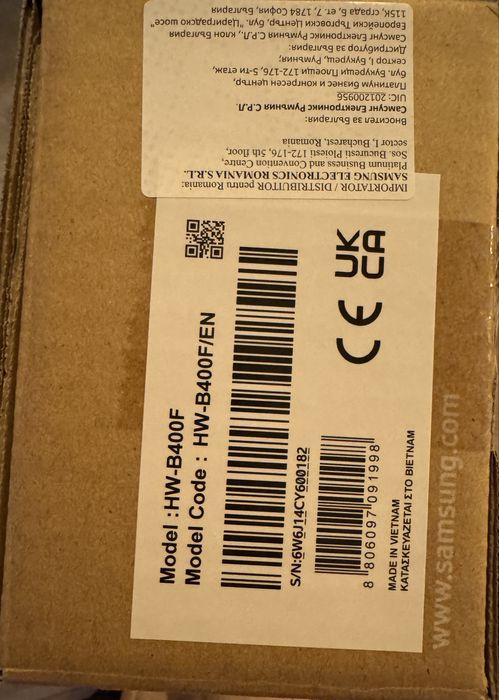 IMPORTATOR / DISTRIBUTOR pentru Romania:
SAMSUNG ELECTRONICS ROMANIA S.R.L.
Platinum Business and Convention Centre,
Sos. Bucuresti Ploiesti 172-176, 5th floor,
sector 1, Bucharest, Romania
Вносител за България:
Самсунг Електроникс Румъния С.Р.Л.
UIC: 201200956
Платинум бизнес и конгресен център,
бул. Букурещи Плоещи 172-176, 5-ти етаж,
сектор 1, Букурещ, Румъния;
Дистрибутор за България:
Самсунг Електроникс Румъния С.Р.Л., клон България
Европейски Търговски Център, бул. "Цариградско шосе"
115К, сграда Б, ет. 7, 1784 София, България
Model :HW-B400F
Model Code : HW-B400F/EN
S/N:6W6J14CY600182
8 806097 091998
MADE IN VIETNAM
ΚΑΤΑΣΚΕΥΑΖΕΤΑΙ ΣΤΟ ΒΙΕΤΝΑΜ
CE
UK
CA
www.samsung.com